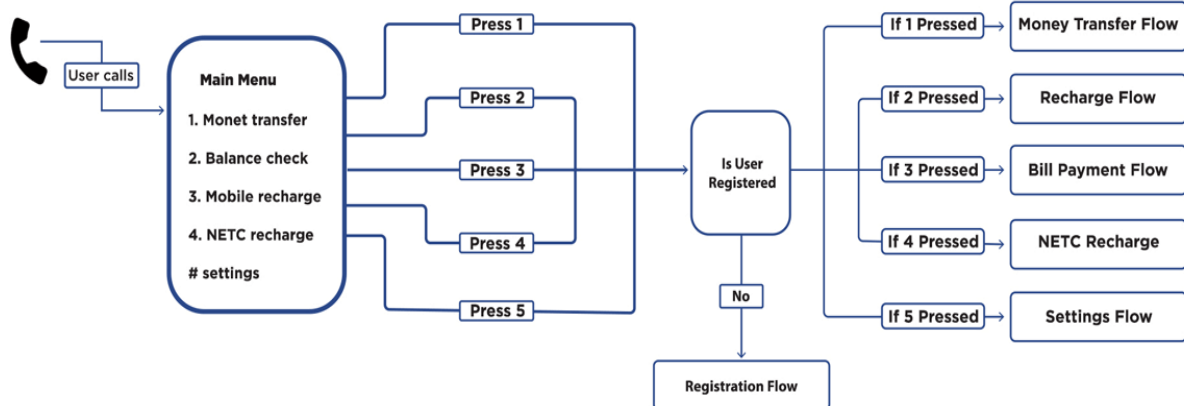 User calls
Main Menu
1. Monet transfer
2. Balance check
3. Mobile recharge
4. NETC recharge
# settings
Press 1
Press 2
Press 3
Press 4
Press 5
Is User
Registered
No
Registration Flow
If 1 Pressed
Money Transfer Flow
If 2 Pressed
Recharge Flow
If 3 Pressed
Bill Payment Flow
If 4 Pressed
NETC Recharge
If 5 Pressed
Settings Flow